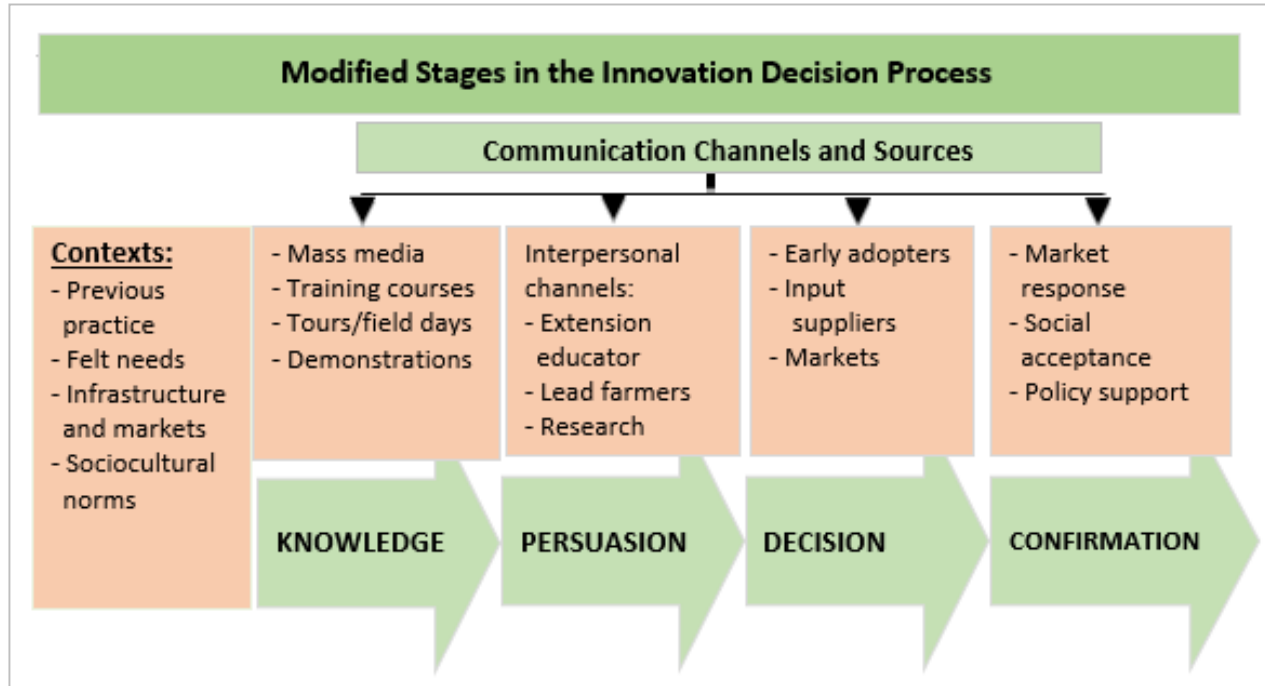 Modified Stages in the Innovation Decision Process
Communication Channels and Sources
Contexts:
- Previous
practice
- Felt needs
- Infrastructure
and markets
- Sociocultural
norms
- Mass media
- Training courses
- Tours/field days
- Demonstrations
Interpersonal
channels:
- Extension
educator
- Lead farmers
- Research
- Early adopters
- Input
suppliers
- Markets
- Market
response
- Social
acceptance
- Policy support
KNOWLEDGE
PERSUASION
DECISION
CONFIRMATION